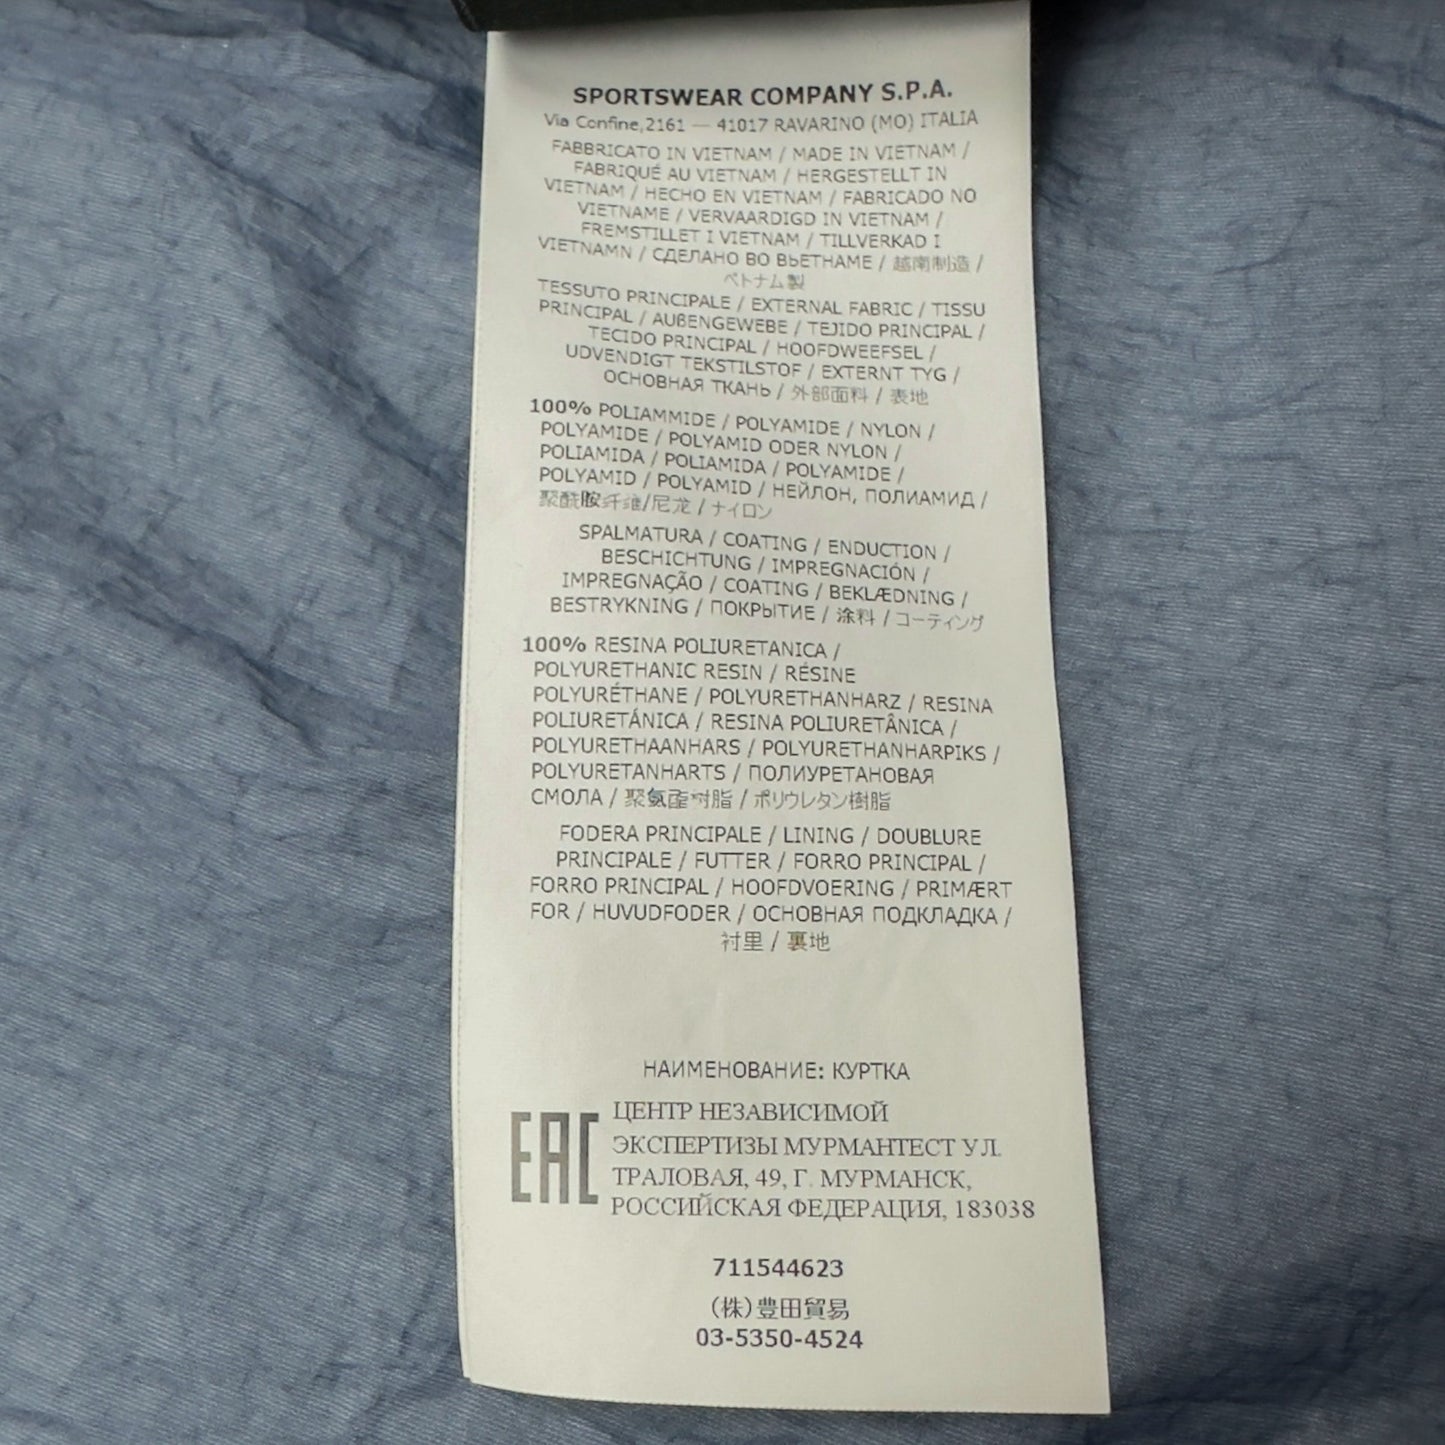 SPORTSWEAR COMPANY S.P.A.
Via Confine,2161 — 41017 RAVARINO (MO) ITALIA
FABBRICATO IN VIETNAM / MADE IN VIETNAM /
FABRIQUÉ AU VIETNAM / HERGESTELLT IN
VIETNAM / HECHO EN VIETNAM / FABRICADO NO
VIETNAME / VERVAARDIGD IN VIETNAM /
FREMSTILLET I VIETNAM / TILLVERKAD I
VIETNAMN / СДЕЛАНО ВО ВЬЕТНАМЕ / 越南制造 /
ベトナム製
TESSUTO PRINCIPALE / EXTERNAL FABRIC / TISSU
PRINCIPAL / AUßENGEWEBE / TEJIDO PRINCIPAL /
TECIDO PRINCIPAL / HOOFDWEEFSEL /
UDVENDIGT TEKSTILSTOF / EXTERNT TYG /
ОСНОВНАЯ ТКАНЬ / 外部面料 / 表地
100% POLIAMMIDE / POLYAMIDE / NYLON /
POLYAMIDE / POLYAMID ODER NYLON /
POLIAMIDA / POLIAMIDA / POLYAMIDE /
POLYAMID / POLYAMID / НЕЙЛОН, ПОЛИАМИД /
聚酰胺纤维/尼龙 / ナイロン
SPALMATURA / COATING / ENDUCTION /
BESCHICHTUNG / IMPREGNACIÓN /
IMPREGNAÇÃO / COATING / BEKLÆDNING /
BESTRYKNING / ПОКРЫТИЕ / 涂料 / コーティング
100% RESINA POLIURETANICA /
POLYURETHANIC RESIN / RÉSINE
POLYURÉTHANE / POLYURETHANHARZ / RESINA
POLIURETÁNICA / RESINA POLIURETÂNICA /
POLYURETHAANHARS / POLYURETHANHARPIKS /
POLYURETANHARTS / ПОЛИУРЕТАНОВАЯ
СМОЛА / 聚氨酯树脂 / ポリウレタン樹脂
FODERA PRINCIPALE / LINING / DOUBLURE
PRINCIPALE / FUTTER / FORRO PRINCIPAL /
FORRO PRINCIPAL / HOOFDVOERING / PRIMÆRT
FOR / HUVUDFODER / ОСНОВНАЯ ПОДКЛАДКА /
衬里 / 裏地
НАИМЕНОВАНИЕ: КУРТКА
EAC
ЦЕНТР НЕЗАВИСИМОЙ
ЭКСПЕРТИЗЫ МУРМАНТЕСТ УЛ.
ТРАЛОВАЯ, 49, Г. МУРМАНСК,
РОССИЙСКАЯ ФЕДЕРАЦИЯ, 183038
711544623
(株)豊田貿易
03-5350-4524